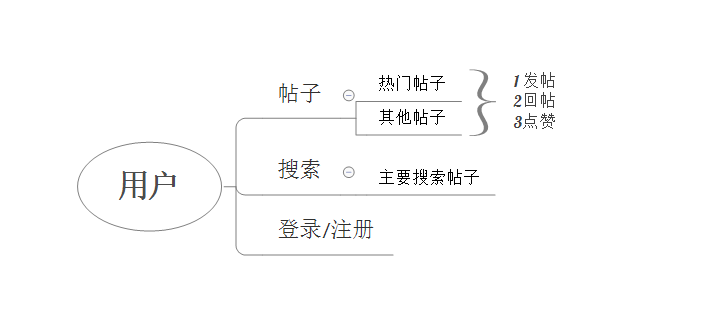 用户
帖子
热门帖子
其他帖子
1 发帖
2回帖
3点赞
搜索
主要搜索帖子
登录/注册